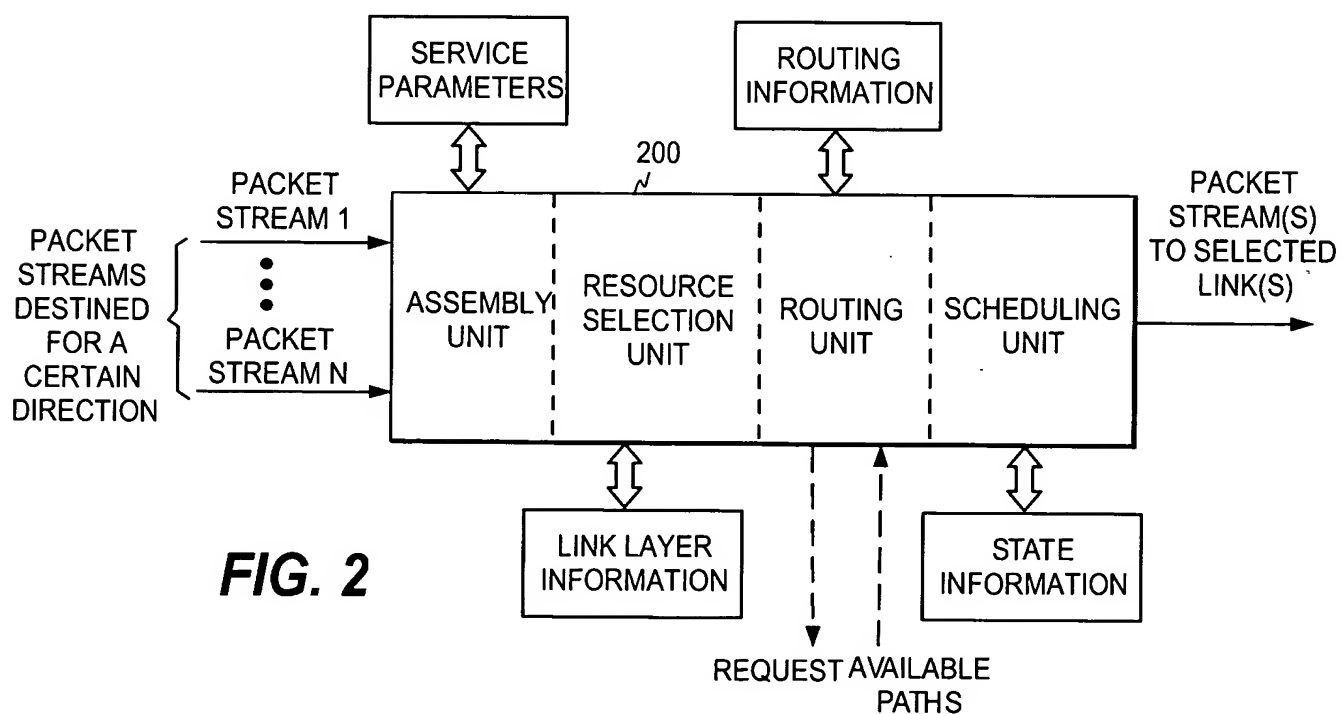 SERVICE
PARAMETERS
ROUTING
INFORMATION
200
PACKET
STREAMS
DESTINED
FOR A
CERTAIN
DIRECTION
PACKET
STREAM 1
PACKET
STREAM N
ASSEMBLY
UNIT
RESOURCE
SELECTION
UNIT
ROUTING
UNIT
SCHEDULING
UNIT
PACKET
STREAM(S)
TO SELECTED
LINK(S)
LINK LAYER
INFORMATION
STATE
INFORMATION
REQUEST
AVAILABLE
PATHS
FIG. 2